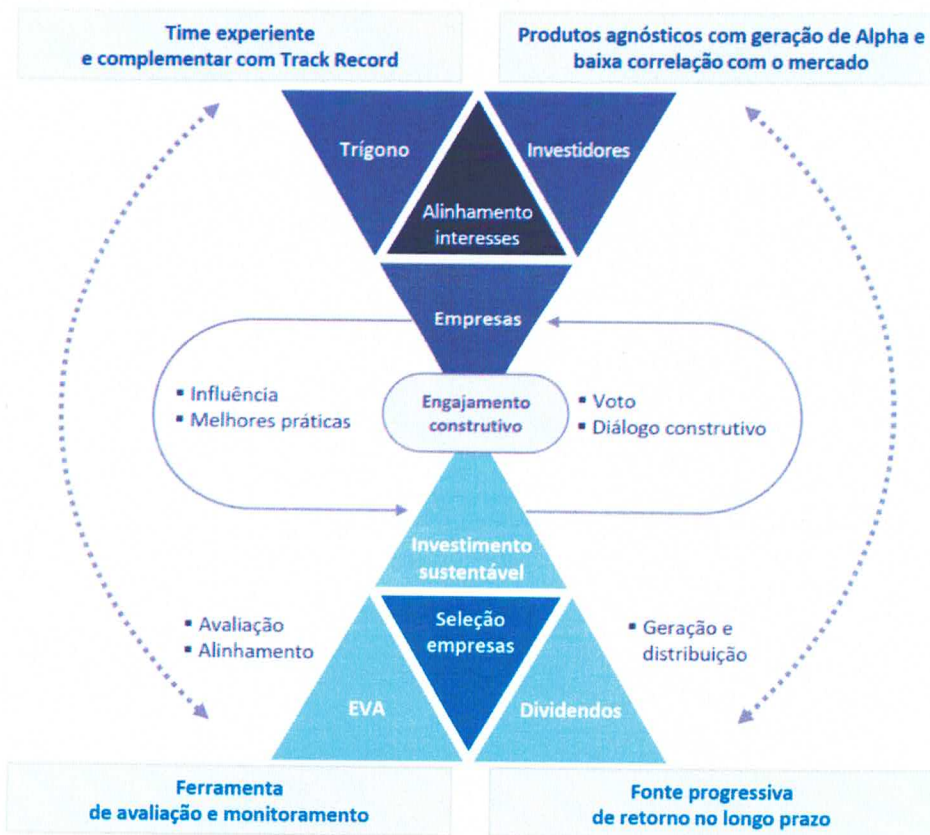 Time experiente
e complementar com Track Record
Produtos agnósticos com geração de Alpha e
baixa correlação com o mercado
Trígono
Investidores
Alinhamento
interesses
Empresas
▪ Influência
▪ Melhores práticas
Engajamento
construtivo
▪ Voto
▪ Diálogo construtivo
Investimento
sustentável
▪ Avaliação
▪ Alinhamento
Seleção
empresas
▪ Geração e
distribuição
EVA
Dividendos
Ferramenta
de avaliação e monitoramento
Fonte progressiva
de retorno no longo prazo